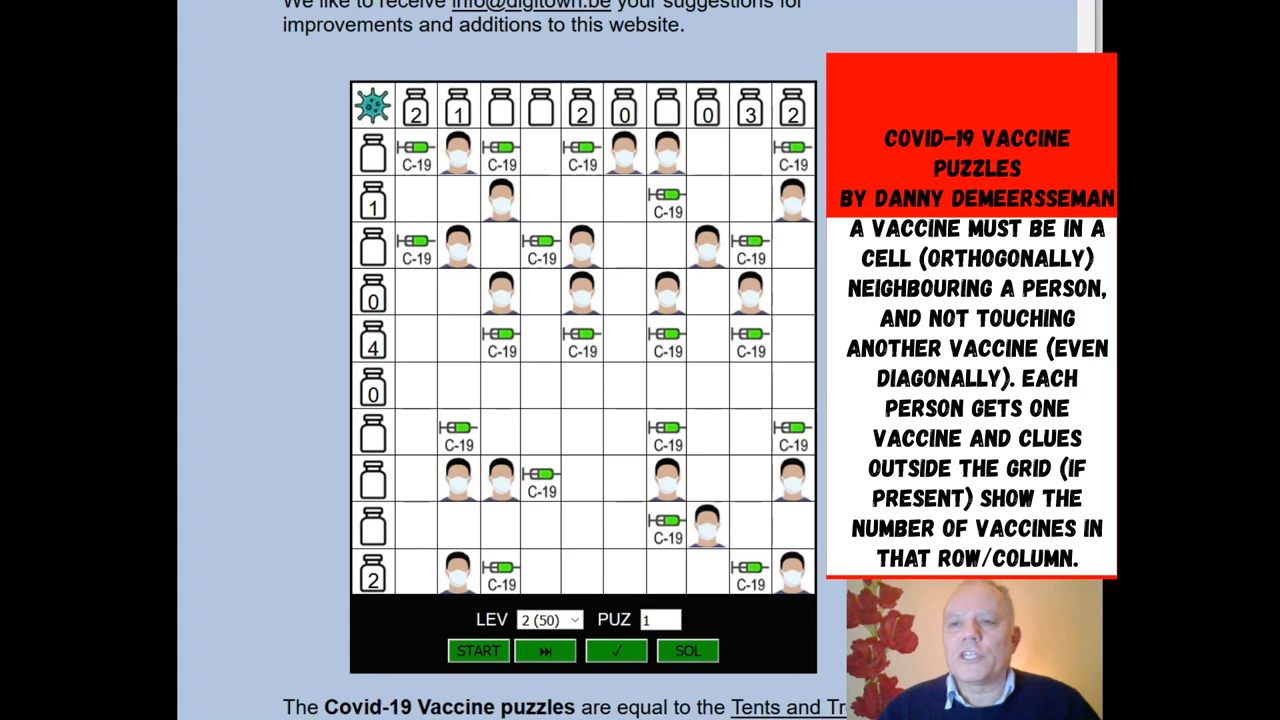 We like to receive info@digitown.be your suggestions for
improvements and additions to this website.
COVID-19 VACCINE
PUZZLES
BY DANNY DEMEERSSEMAN
A VACCINE MUST BE IN A
CELL (ORTHOGONALLY)
NEIGHBOURING A PERSON,
AND NOT TOUCHING
ANOTHER VACCINE (EVEN
DIAGONALLY). EACH
PERSON GETS ONE
VACCINE AND CLUES
OUTSIDE THE GRID (IF
PRESENT) SHOW THE
NUMBER OF VACCINES IN
THAT ROW/COLUMN.
2 1 2 0 0 3 2
C-19 C-19 C-19 C-19
1 C-19
C-19 C-19 C-19
0
4 C-19 C-19 C-19 C-19
0
C-19 C-19 C-19
C-19
C-19
2 C-19 C-19
LEV 2 (50) PUZ 1
START ✓ SOL
The Covid-19 Vaccine puzzles are equal to the Tents and